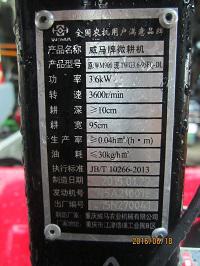 全国农机用户满意品牌
产品名称 威马牌微耕机
产品型号
功率 3.6kW
转速 3600r/min
耕深 ≥10cm
耕宽 95cm
生产率 ≥0.04hm²/(h·m)
油耗 ≤30kg/hm²
执行标准 JB/T 10266-2013
制造日期
发动机号
出厂编号
制造厂 重庆威马农业机械有限公司
2016/06/18